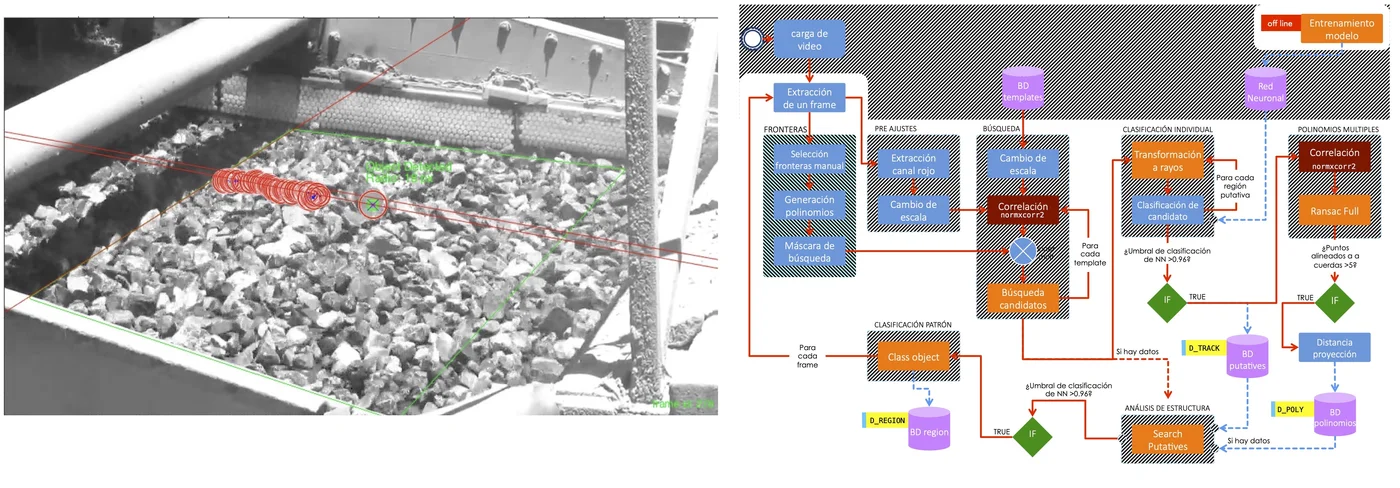 carga de
video
off line
Entrenamiento
modelo
Extracción
de un frame
BD
templates
Red
Neuronal
FRONTERAS
Selección
fronteras manual
Generación
polinomios
Máscara de
búsqueda
PRE AJUSTES
Extracción
canal rojo
Cambio de
escala
BÚSQUEDA
Cambio de
escala
Correlación
normxcorr2
Búsqueda
candidatos
Para
cada
template
CLASIFICACIÓN INDIVIDUAL
Transformación
a rayos
Clasificación de
candidato
Para cada
región
putativa
¿Umbral de clasificación
de NN >0.96?
IF
TRUE
POLINOMIOS MULTIPLES
Correlación
normxcorr2
Ransac Full
¿Puntos
alineados a a
cuerdas >5?
TRUE
IF
Distancia
proyección
D_TRACK
BD
putatives
D_POLY
BD
polinomios
Si hay datos
Si hay datos
ANÁLISIS DE ESTRUCTURA
Search
Putatives
¿Umbral de clasificación
de NN >0.96?
IF
TRUE
CLASIFICACIÓN PATRÓN
Class object
D_REGION
BD region
Para
cada
frame